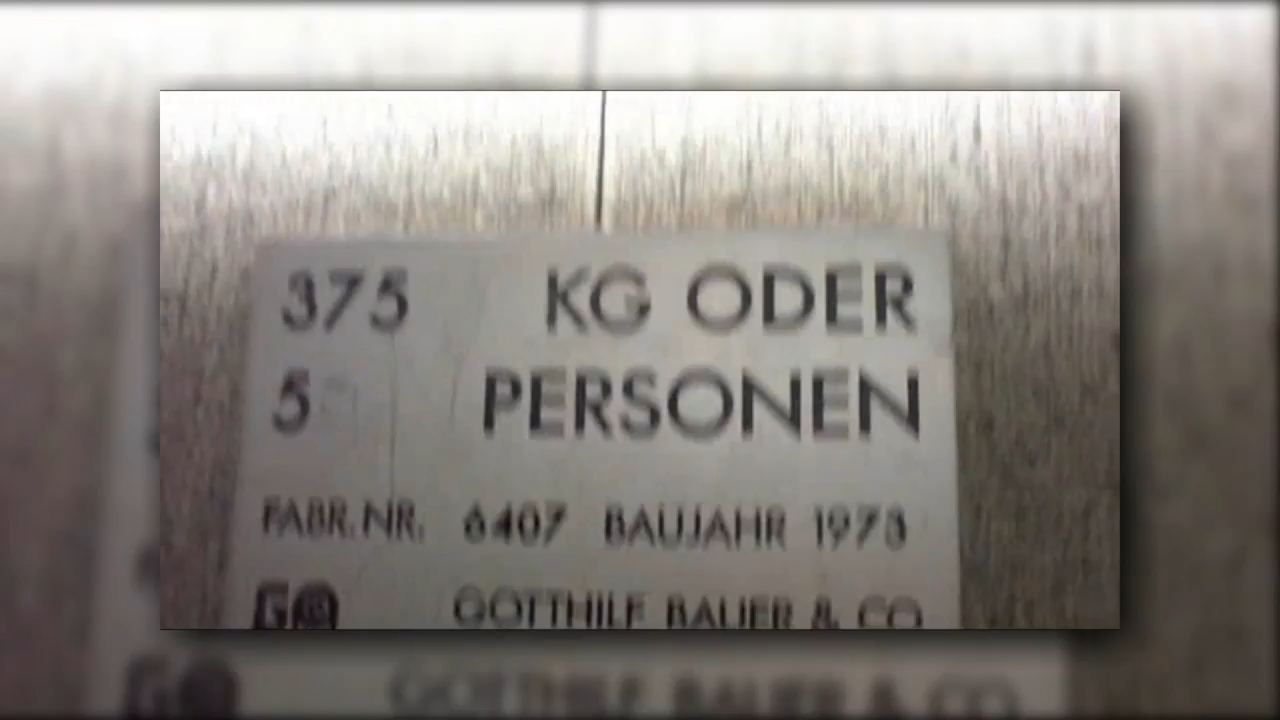 375 KG ODER
5 PERSONEN
FABR.NR. 6407 BAUJAHR 1973
GOTTHILF BAUER & CO